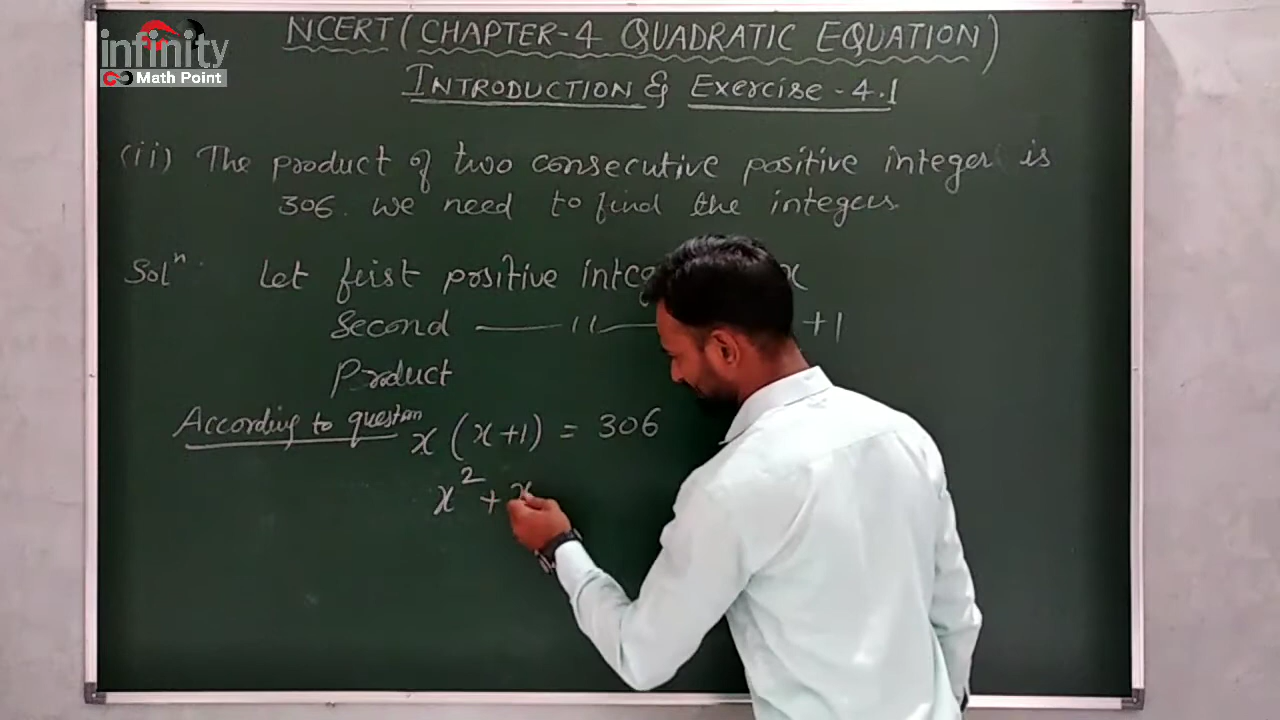 infinity
Math Point
NCERT (CHAPTER-4 QUADRATIC EQUATION)
INTRODUCTION & Exercise - 4.1
(ii) The product of two consecutive positive integer is
306. we need to find the integers.
Solⁿ. Let first positive integ x
Second —— 11 —— +1
Product
According to question x (x+1) = 306
x² + x